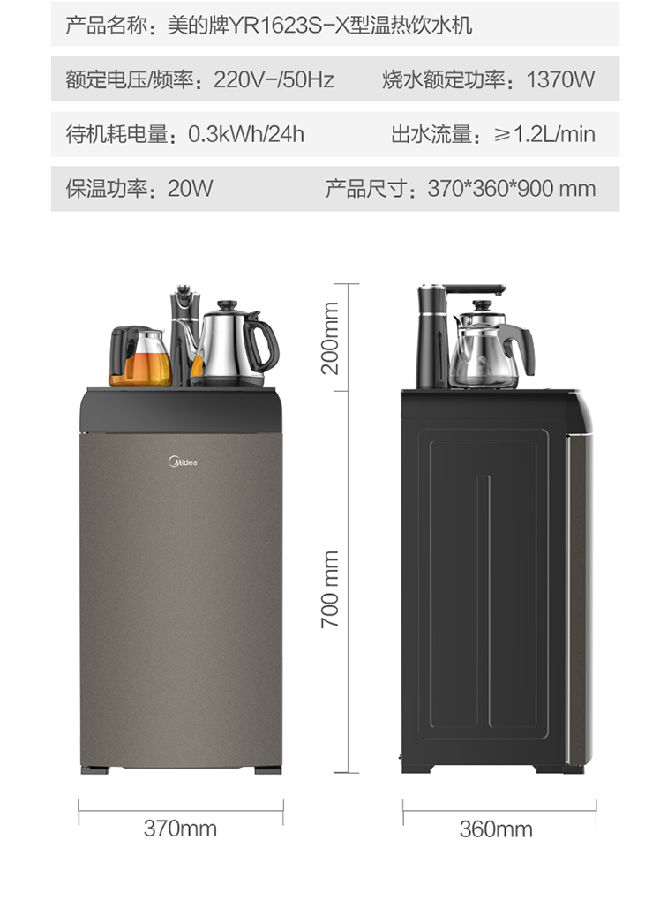 产品名称：美的牌YR1623S-X型温热饮水机
额定电压/频率：220V-/50Hz 烧水额定功率：1370W
待机耗电量：0.3kWh/24h 出水流量：≥1.2L/min
保温功率：20W 产品尺寸：370*360*900 mm
200mm
Midea
700 mm
370mm
360mm